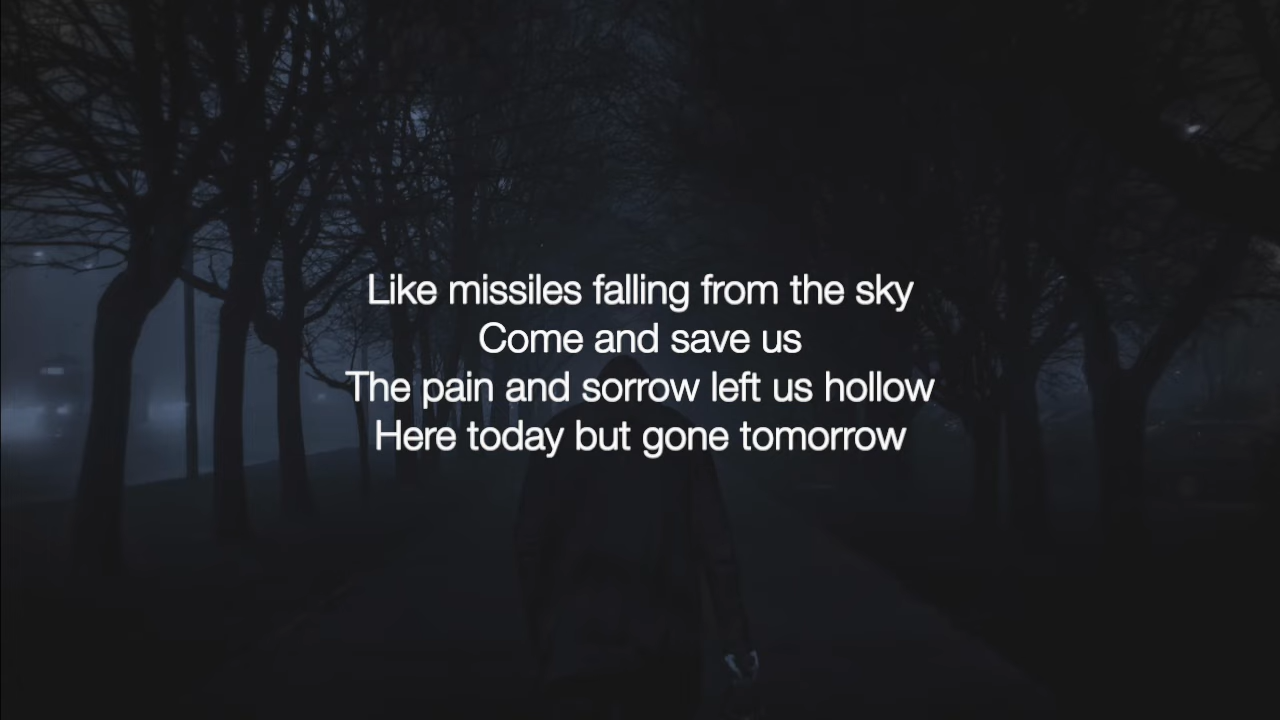 Like missiles falling from the sky
Come and save us
The pain and sorrow left us hollow
Here today but gone tomorrow